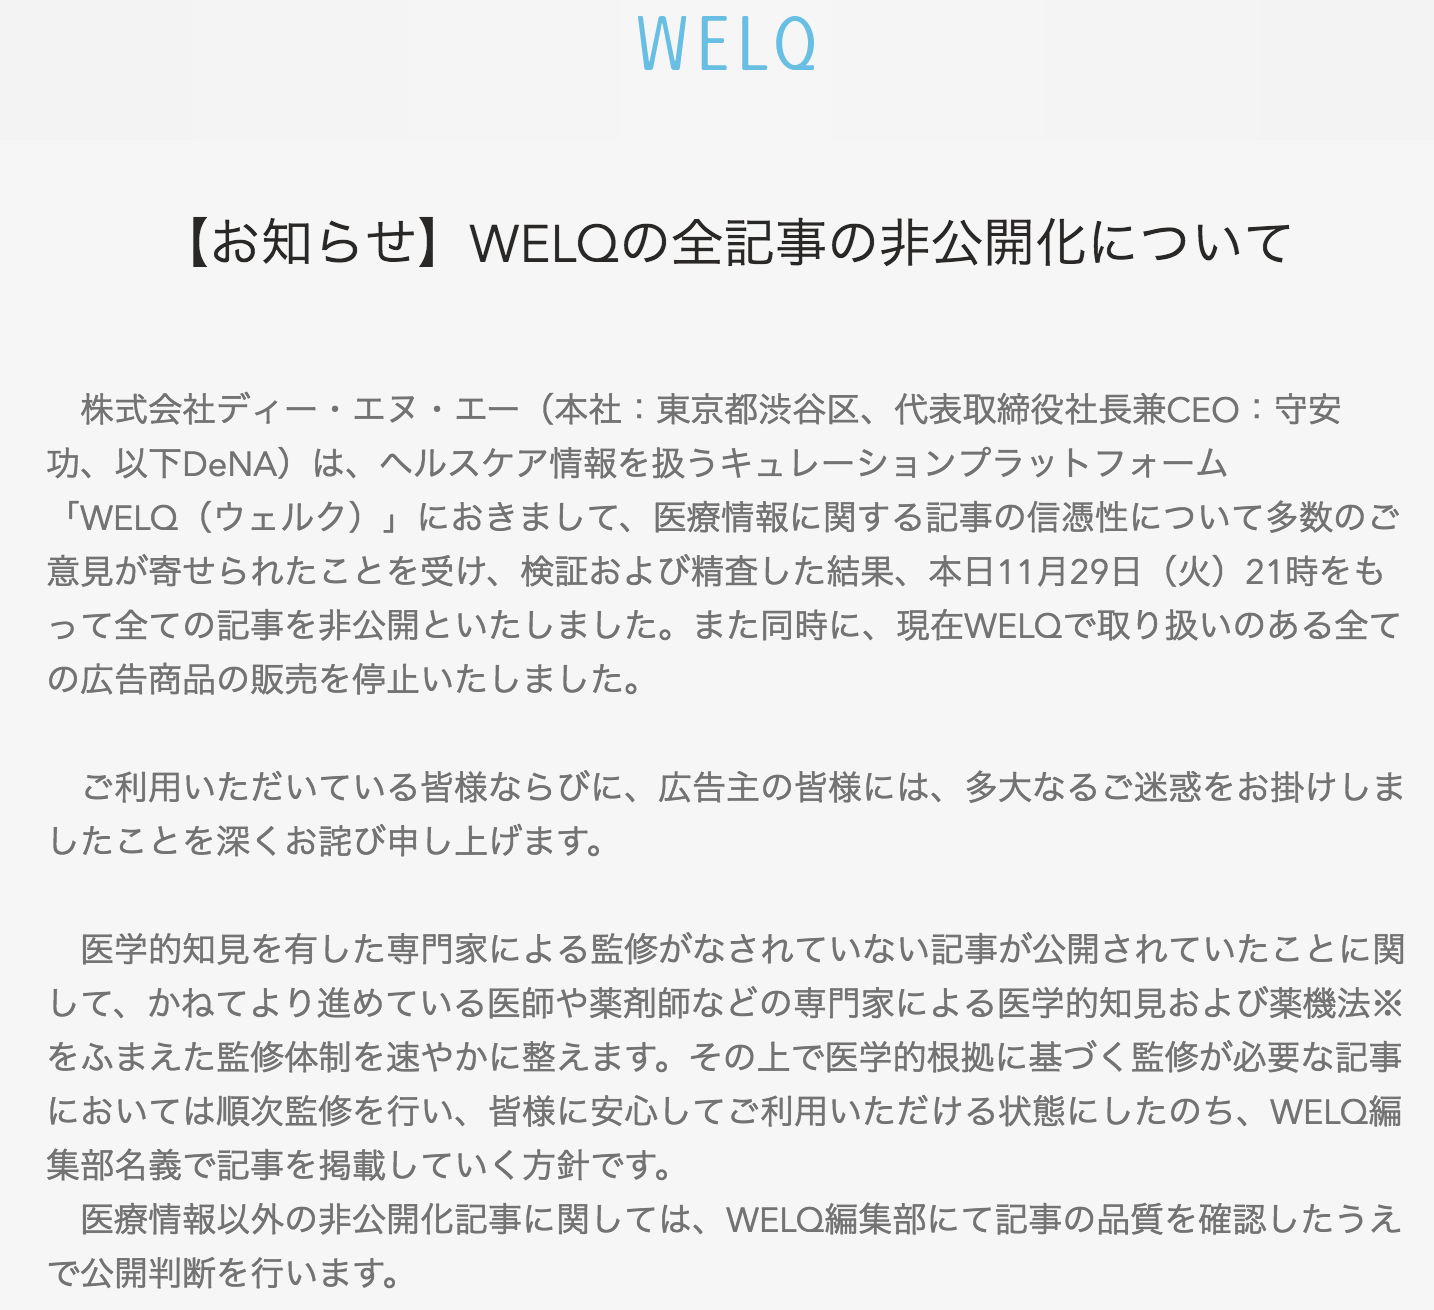 WELQ
【お知らせ】WELQの全記事の非公開化について
株式会社ディー・エヌ・エー（本社：東京都渋谷区、代表取締役社長兼CEO：守安
功、以下DeNA）は、ヘルスケア情報を扱うキュレーションプラットフォーム
「WELQ（ウェルク）」におきまして、医療情報に関する記事の信憑性について多数のご
意見が寄せられたことを受け、検証および精査した結果、本日11月29日（火）21時をも
って全ての記事を非公開といたしました。また同時に、現在WELQで取り扱いのある全て
の広告商品の販売を停止いたしました。
ご利用いただいている皆様ならびに、広告主の皆様には、多大なるご迷惑をお掛けしま
したことを深くお詫び申し上げます。
医学的知見を有した専門家による監修がなされていない記事が公開されていたことに関
して、かねてより進めている医師や薬剤師などの専門家による医学的知見および薬機法※
をふまえた監修体制を速やかに整えます。その上で医学的根拠に基づく監修が必要な記事
においては順次監修を行い、皆様に安心してご利用いただける状態にしたのち、WELQ編
集部名義で記事を掲載していく方針です。
医療情報以外の非公開化記事に関しては、WELQ編集部にて記事の品質を確認したうえ
で公開判断を行います。